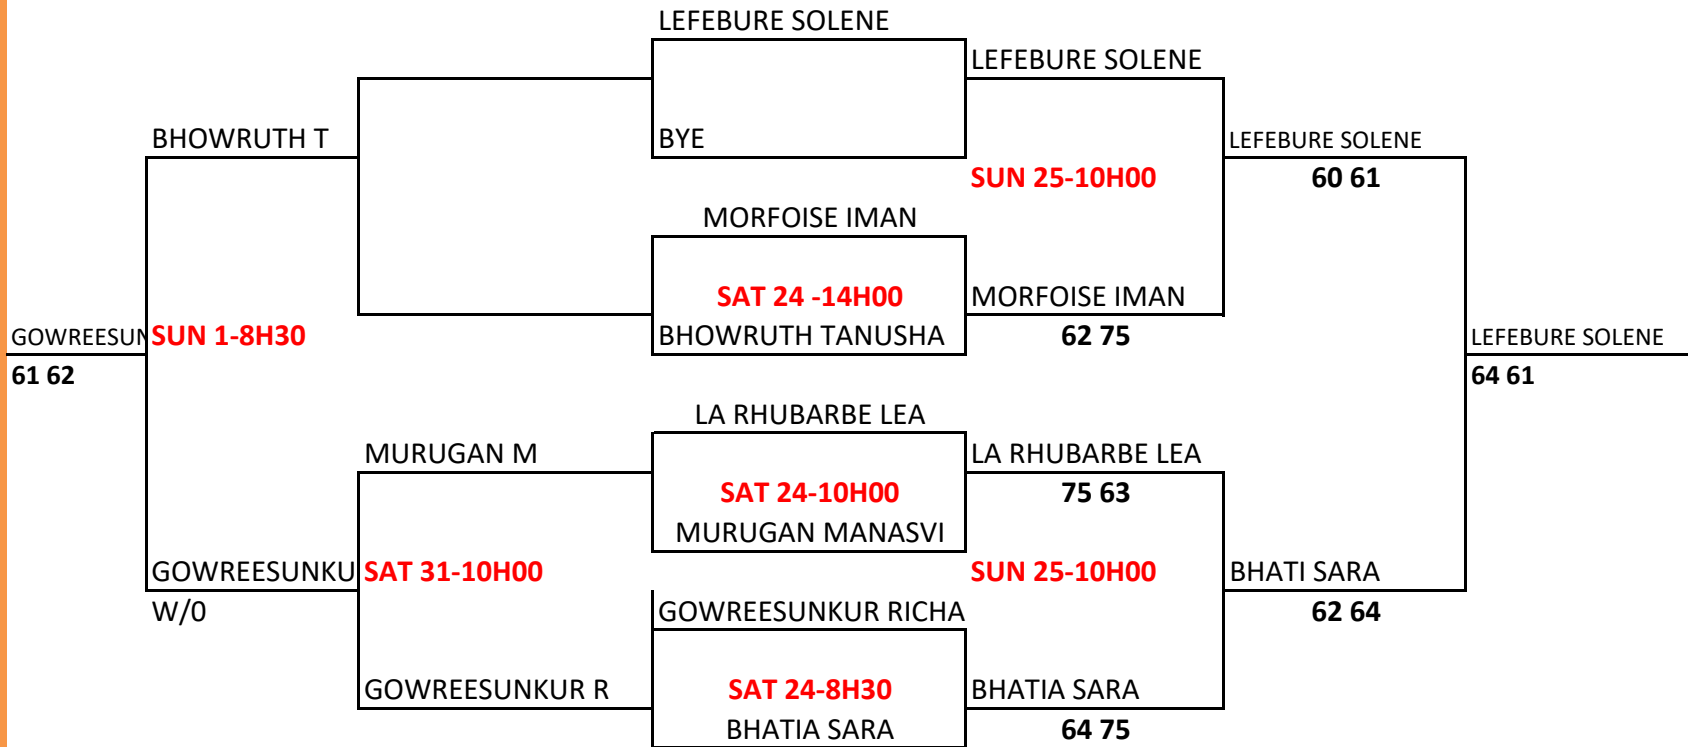 LEFEBURE SOLENE
LEFEBURE SOLENE
BHOWRUTH T
BYE
LEFEBURE SOLENE
SUN 25-10H00
60 61
MORFOISE IMAN
SAT 24 -14H00
MORFOISE IMAN
GOWREESUN
SUN 1-8H30
BHOWRUTH TANUSHA
62 75
LEFEBURE SOLENE
61 62
64 61
LA RHUBARBE LEA
MURUGAN M
LA RHUBARBE LEA
SAT 24-10H00
75 63
MURUGAN MANASVI
GOWREESUNKU
SAT 31-10H00
SUN 25-10H00
BHATI SARA
W/0
GOWREESUNKUR RICHA
62 64
GOWREESUNKUR R
SAT 24-8H30
BHATIA SARA
BHATIA SARA
64 75